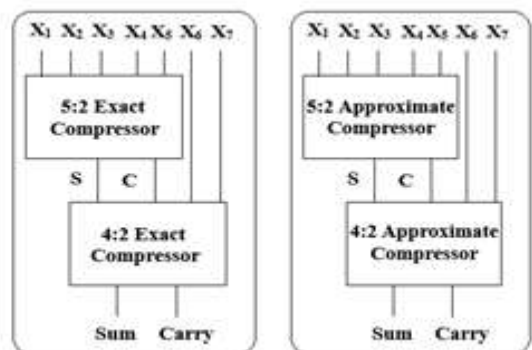 X1 X2 X3 X4 X5 X6 X7
5:2 Exact
Compressor
S C
4:2 Exact
Compressor
Sum Carry
X1 X2 X3 X4 X5 X6 X7
5:2 Approximate
Compressor
S C
4:2 Approximate
Compressor
Sum Carry